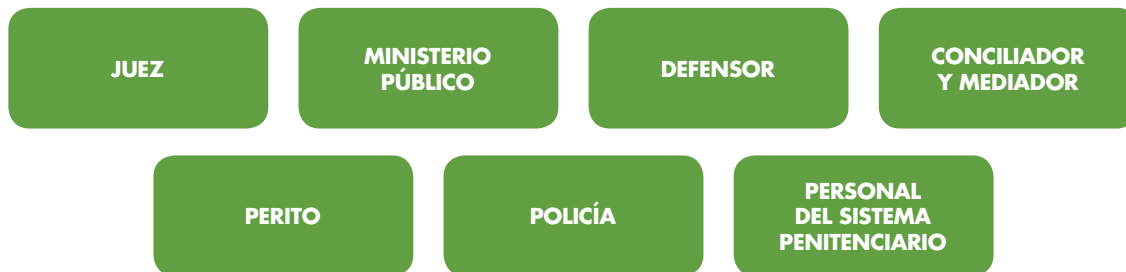 JUEZ
MINISTERIO
PÚBLICO
DEFENSOR
CONCILIADOR
Y MEDIADOR
PERITO
POLICÍA
PERSONAL
DEL SISTEMA
PENITENCIARIO